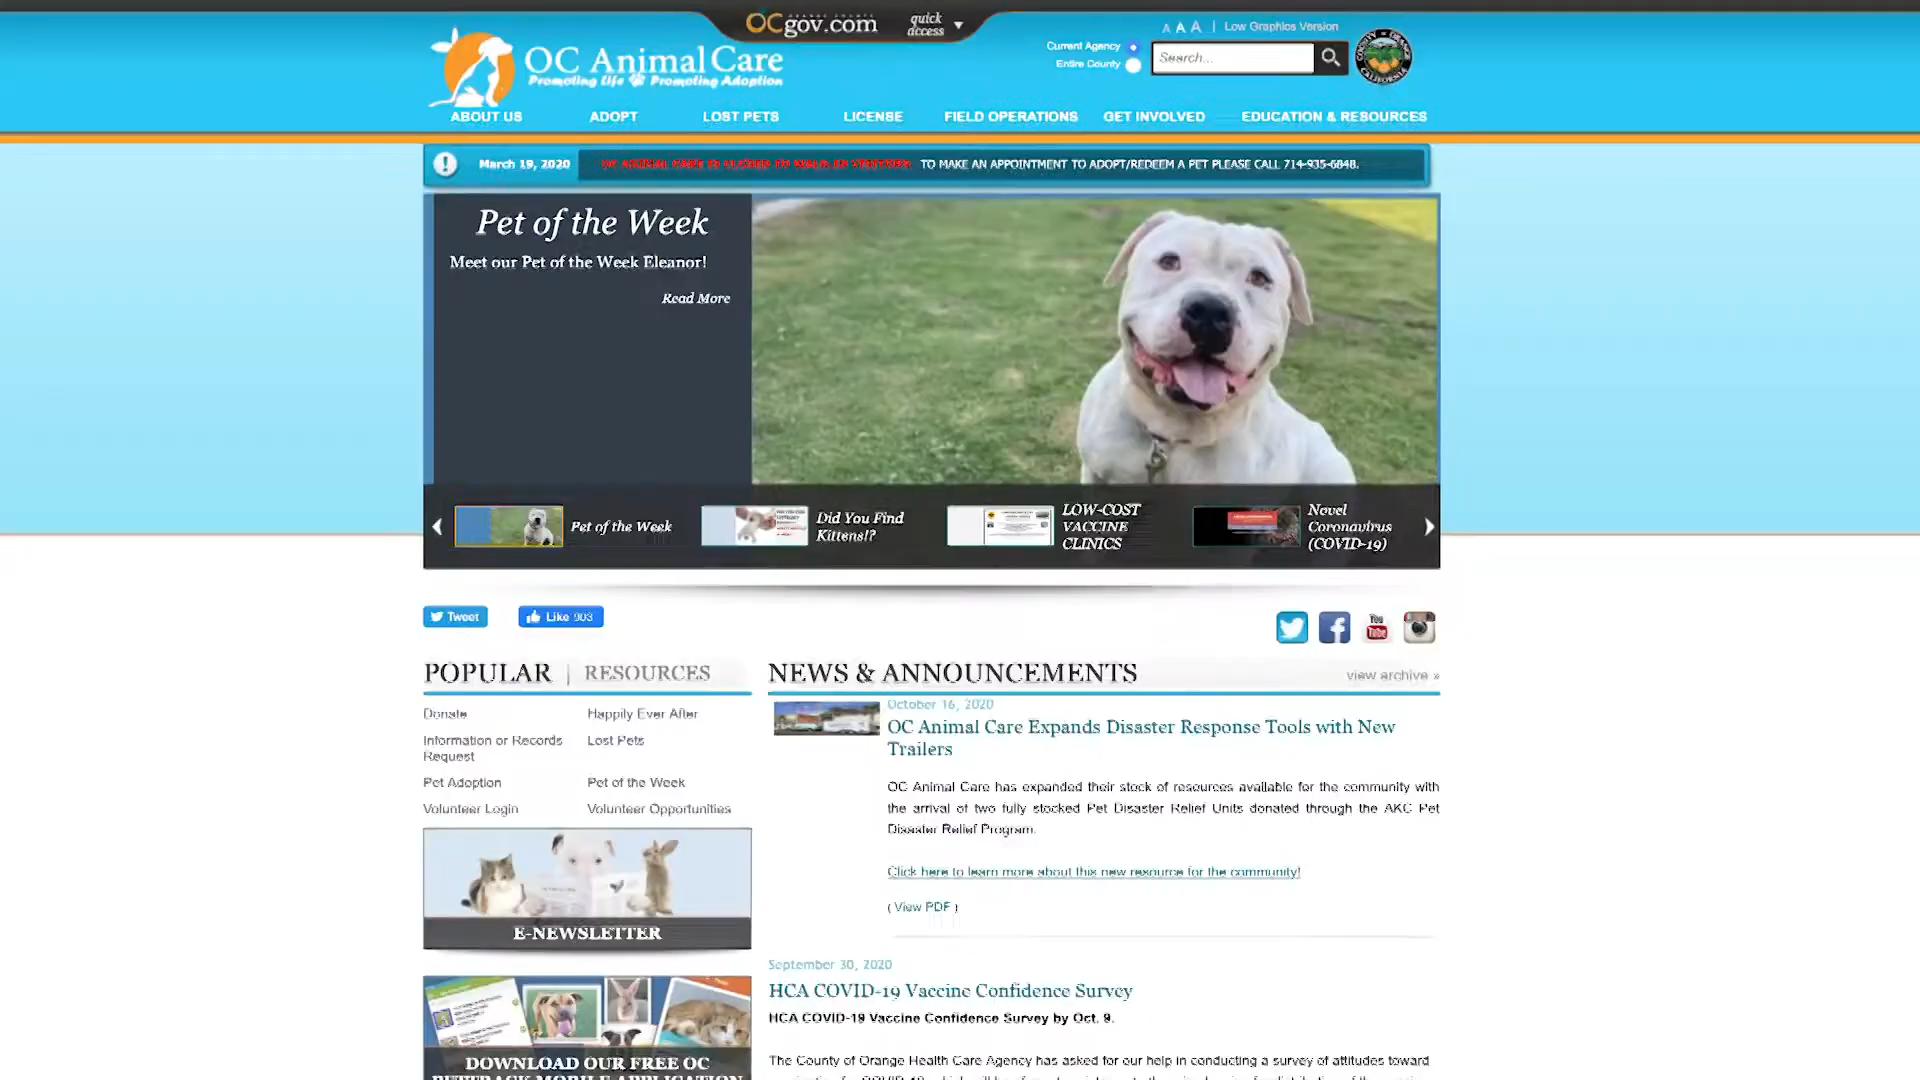 OCgov.com
quick
access
A A A | Low Graphics Version
OC Animal Care
Promoting Life Promoting Adoption
Current Agency
Entire County
Search...
ABOUT US ADOPT LOST PETS LICENSE FIELD OPERATIONS GET INVOLVED EDUCATION & RESOURCES
March 19, 2020 TO MAKE AN APPOINTMENT TO ADOPT/REDEEM A PET PLEASE CALL 714-935-6848.
Pet of the Week
Meet our Pet of the Week Eleanor!
Read More
Pet of the Week
Did You Find
Kittens!?
LOW-COST
VACCINE
CLINICS
Novel
Coronavirus
(COVID-19)
Tweet
Like 903
You
Tube
POPULAR | RESOURCES
Donate Happily Ever After
Information or Records
Request
Lost Pets
Pet Adoption Pet of the Week
Volunteer Login Volunteer Opportunities
E-NEWSLETTER
DOWNLOAD OUR FREE OC
NEWS & ANNOUNCEMENTS view archive »
October 16, 2020
OC Animal Care Expands Disaster Response Tools with New
Trailers
OC Animal Care has expanded their stock of resources available for the community with
the arrival of two fully stocked Pet Disaster Relief Units donated through the AKC Pet
Disaster Relief Program.
Click here to learn more about this new resource for the community!
( View PDF )
September 30, 2020
HCA COVID-19 Vaccine Confidence Survey
HCA COVID-19 Vaccine Confidence Survey by Oct. 9.
The County of Orange Health Care Agency has asked for our help in conducting a survey of attitudes toward